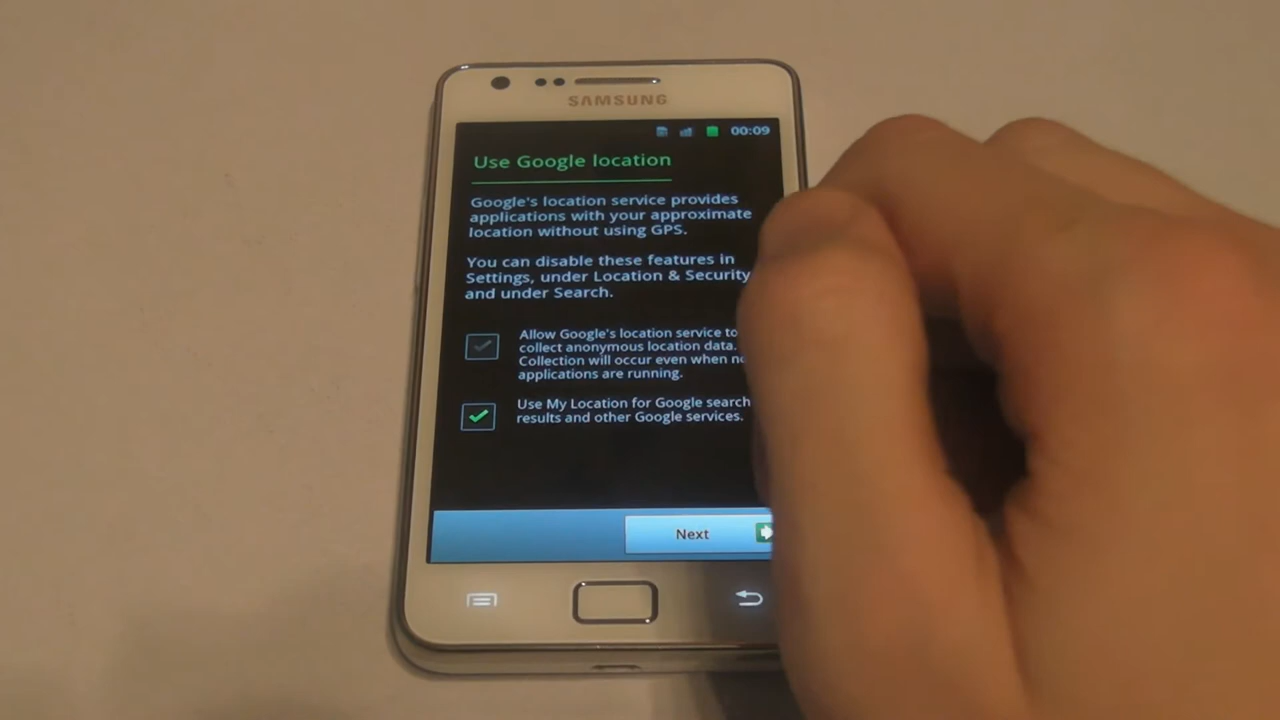 SAMSUNG
00:09
Use Google location
Google's location service provides
applications with your approximate
location without using GPS.
You can disable these features in
Settings, under Location & Security
and under Search.
Allow Google's location service to
collect anonymous location data.
Collection will occur even when
applications are running.
Use My Location for Google search
results and other Google services.
Next